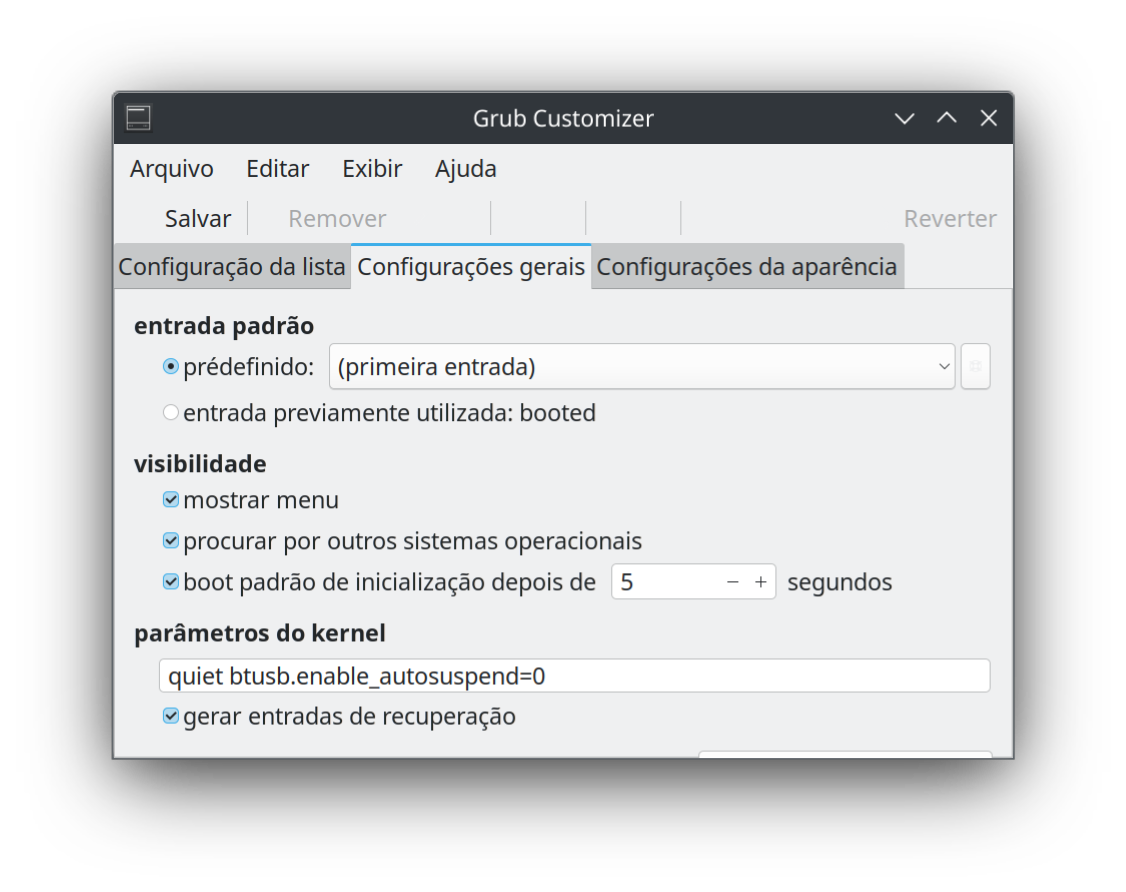 Grub Customizer
Arquivo Editar Exibir Ajuda
Salvar Remover Reverter
Configuração da lista Configurações gerais Configurações da aparência
entrada padrão
prédefinido: (primeira entrada)
entrada previamente utilizada: booted
visibilidade
mostrar menu
procurar por outros sistemas operacionais
boot padrão de inicialização depois de 5 − + segundos
parâmetros do kernel
quiet btusb.enable_autosuspend=0
gerar entradas de recuperação